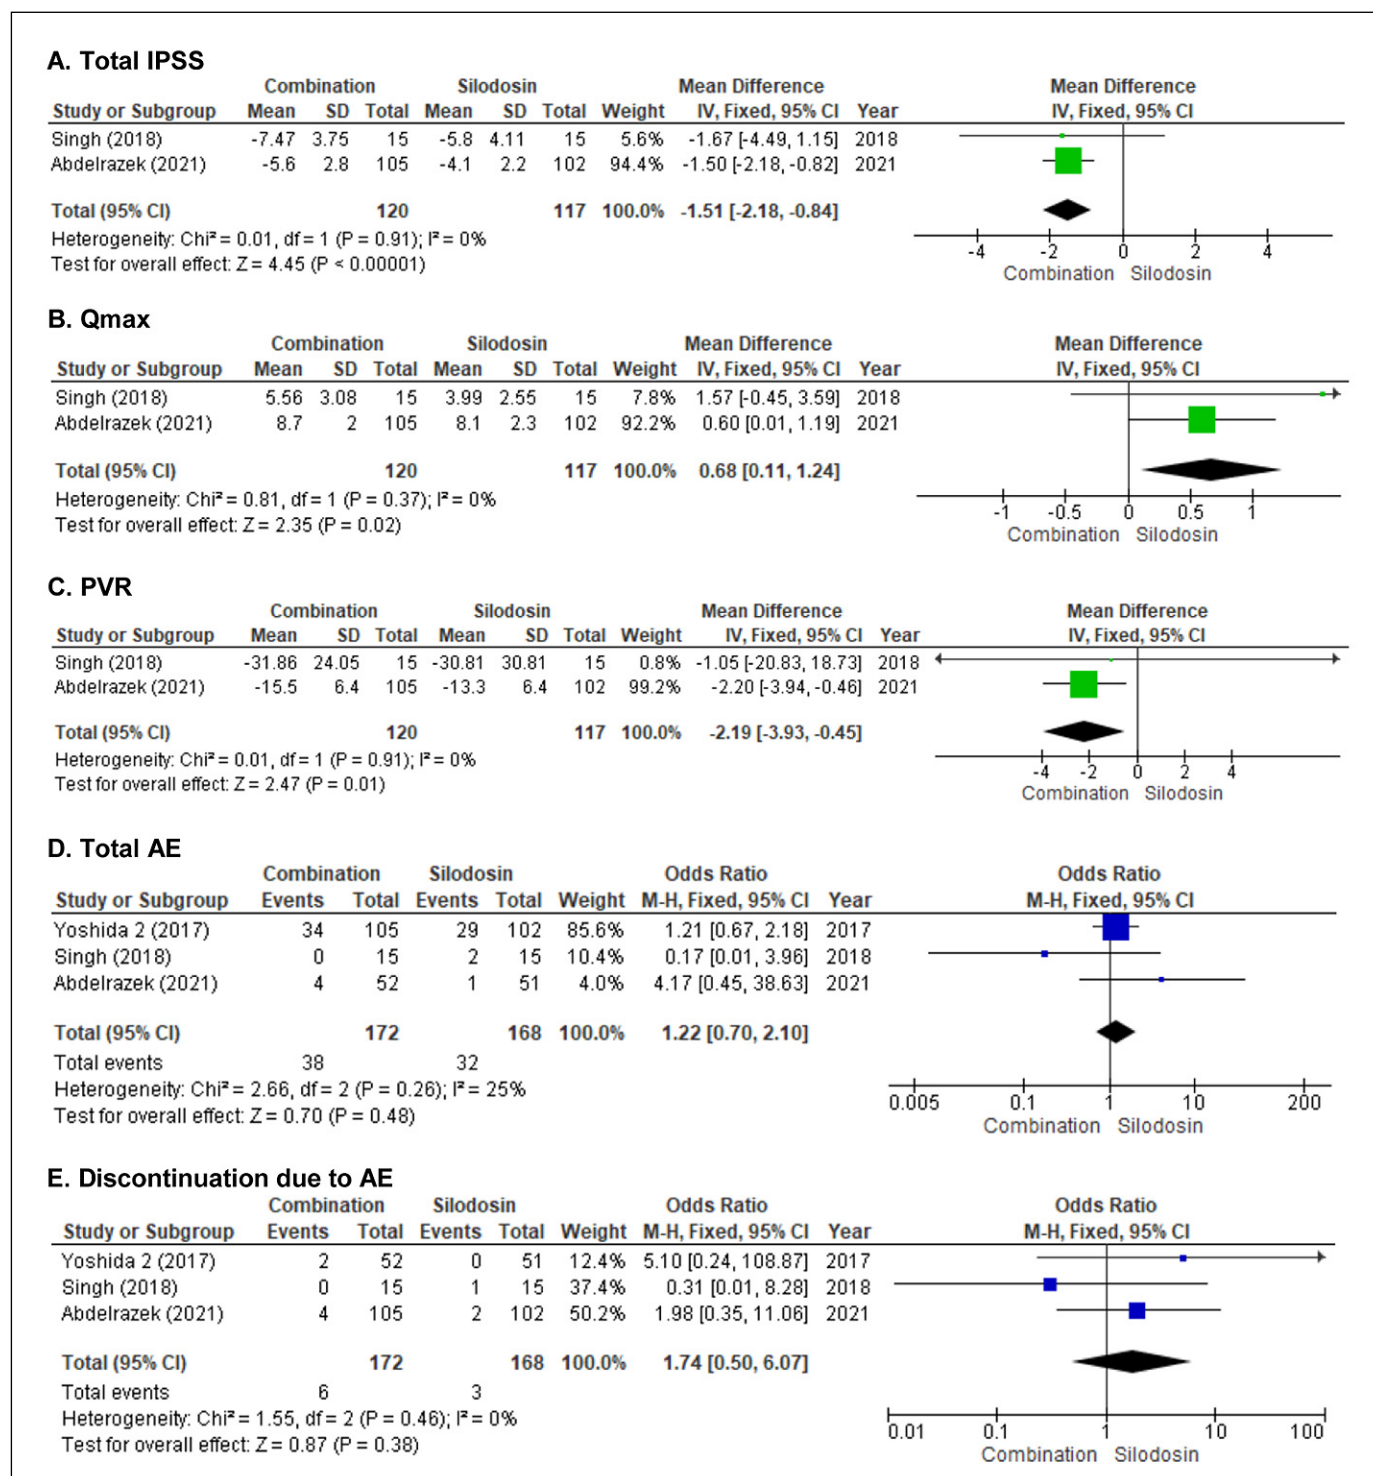 A. Total IPSS
Combination Silodosin Mean Difference Mean Difference
Study or Subgroup Mean SD Total Mean SD Total Weight IV, Fixed, 95% CI Year IV, Fixed, 95% CI
Singh (2018) -7.47 3.75 15 -5.8 4.11 15 5.6% -1.67 [-4.49, 1.15] 2018
Abdelrazek (2021) -5.6 2.8 105 -4.1 2.2 102 94.4% -1.50 [-2.18, -0.82] 2021
Total (95% CI) 120 117 100.0% -1.51 [-2.18, -0.84]
Heterogeneity: Chi² = 0.01, df = 1 (P = 0.91); I² = 0%
Test for overall effect: Z = 4.45 (P < 0.00001)
-4 -2 0 2 4
Combination Silodosin
B. Qmax
Combination Silodosin Mean Difference Mean Difference
Study or Subgroup Mean SD Total Mean SD Total Weight IV, Fixed, 95% CI Year IV, Fixed, 95% CI
Singh (2018) 5.56 3.08 15 3.99 2.55 15 7.8% 1.57 [-0.45, 3.59] 2018
Abdelrazek (2021) 8.7 2 105 8.1 2.3 102 92.2% 0.60 [0.01, 1.19] 2021
Total (95% CI) 120 117 100.0% 0.68 [0.11, 1.24]
Heterogeneity: Chi² = 0.81, df = 1 (P = 0.37); I² = 0%
Test for overall effect: Z = 2.35 (P = 0.02)
-1 -0.5 0 0.5 1
Combination Silodosin
C. PVR
Combination Silodosin Mean Difference Mean Difference
Study or Subgroup Mean SD Total Mean SD Total Weight IV, Fixed, 95% CI Year IV, Fixed, 95% CI
Singh (2018) -31.86 24.05 15 -30.81 30.81 15 0.8% -1.05 [-20.83, 18.73] 2018
Abdelrazek (2021) -15.5 6.4 105 -13.3 6.4 102 99.2% -2.20 [-3.94, -0.46] 2021
Total (95% CI) 120 117 100.0% -2.19 [-3.93, -0.45]
Heterogeneity: Chi² = 0.01, df = 1 (P = 0.91); I² = 0%
Test for overall effect: Z = 2.47 (P = 0.01)
-4 -2 0 2 4
Combination Silodosin
D. Total AE
Combination Silodosin Odds Ratio Odds Ratio
Study or Subgroup Events Total Events Total Weight M-H, Fixed, 95% CI Year M-H, Fixed, 95% CI
Yoshida 2 (2017) 34 105 29 102 85.6% 1.21 [0.67, 2.18] 2017
Singh (2018) 0 15 2 15 10.4% 0.17 [0.01, 3.96] 2018
Abdelrazek (2021) 4 52 1 51 4.0% 4.17 [0.45, 38.63] 2021
Total (95% CI) 172 168 100.0% 1.22 [0.70, 2.10]
Total events 38 32
Heterogeneity: Chi² = 2.66, df = 2 (P = 0.26); I² = 25%
Test for overall effect: Z = 0.70 (P = 0.48)
0.005 0.1 1 10 200
Combination Silodosin
E. Discontinuation due to AE
Combination Silodosin Odds Ratio Odds Ratio
Study or Subgroup Events Total Events Total Weight M-H, Fixed, 95% CI Year M-H, Fixed, 95% CI
Yoshida 2 (2017) 2 52 0 51 12.4% 5.10 [0.24, 108.87] 2017
Singh (2018) 0 15 1 15 37.4% 0.31 [0.01, 8.28] 2018
Abdelrazek (2021) 4 105 2 102 50.2% 1.98 [0.35, 11.06] 2021
Total (95% CI) 172 168 100.0% 1.74 [0.50, 6.07]
Total events 6 3
Heterogeneity: Chi² = 1.55, df = 2 (P = 0.46); I² = 0%
Test for overall effect: Z = 0.87 (P = 0.38)
0.01 0.1 1 10 100
Combination Silodosin